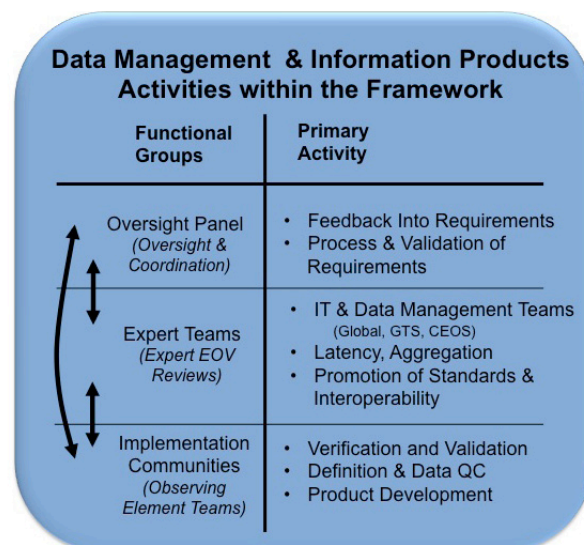 Data Management & Information Products
Activities within the Framework
Functional
Groups
Primary
Activity
Oversight Panel
(Oversight &
Coordination)
• Feedback Into Requirements
• Process & Validation of
Requirements
Expert Teams
(Expert EOV
Reviews)
• IT & Data Management Teams
(Global, GTS, CEOS)
• Latency, Aggregation
• Promotion of Standards &
Interoperability
Implementation
Communities
(Observing
Element Teams)
• Verification and Validation
• Definition & Data QC
• Product Development